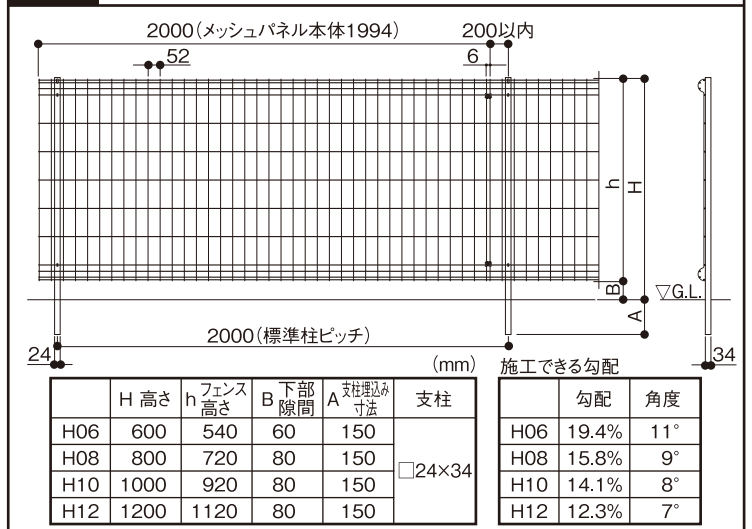 2000(メッシュパネル本体1994)
200以内
52
6
h
H
B
▽G.L.
A
2000(標準柱ピッチ)
24
34
(mm)
H 高さ
h フェンス高さ
B 下部隙間
A 支柱埋込み寸法
支柱
H06 600 540 60 150
H08 800 720 80 150
H10 1000 920 80 150
H12 1200 1120 80 150
□24×34
施工できる勾配
勾配 角度
H06 19.4% 11°
H08 15.8% 9°
H10 14.1% 8°
H12 12.3% 7°